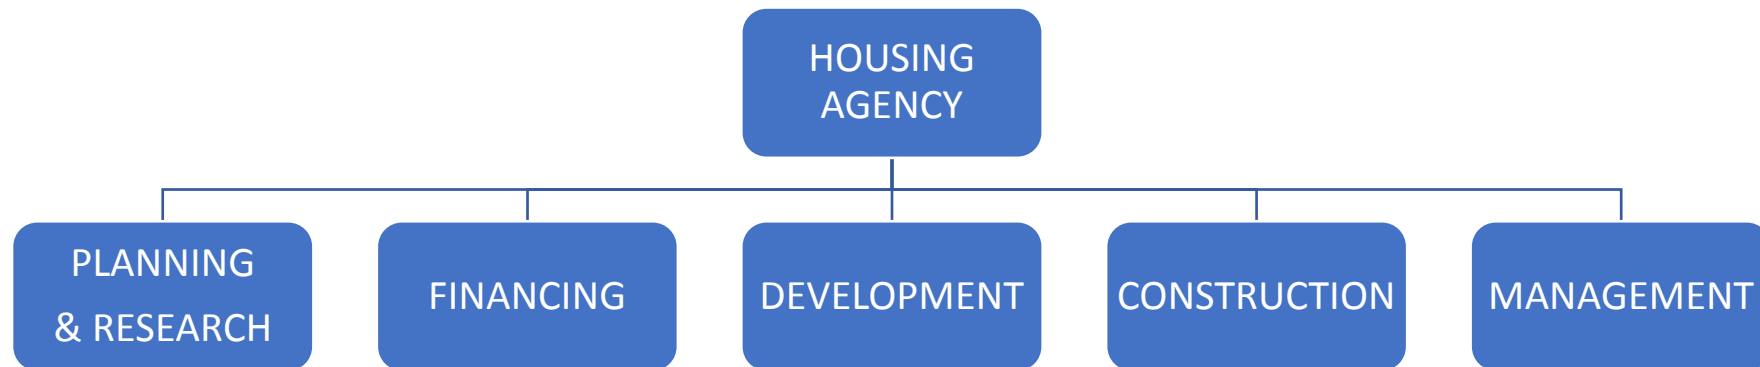 HOUSING
AGENCY
PLANNING
& RESEARCH
FINANCING
DEVELOPMENT
CONSTRUCTION
MANAGEMENT